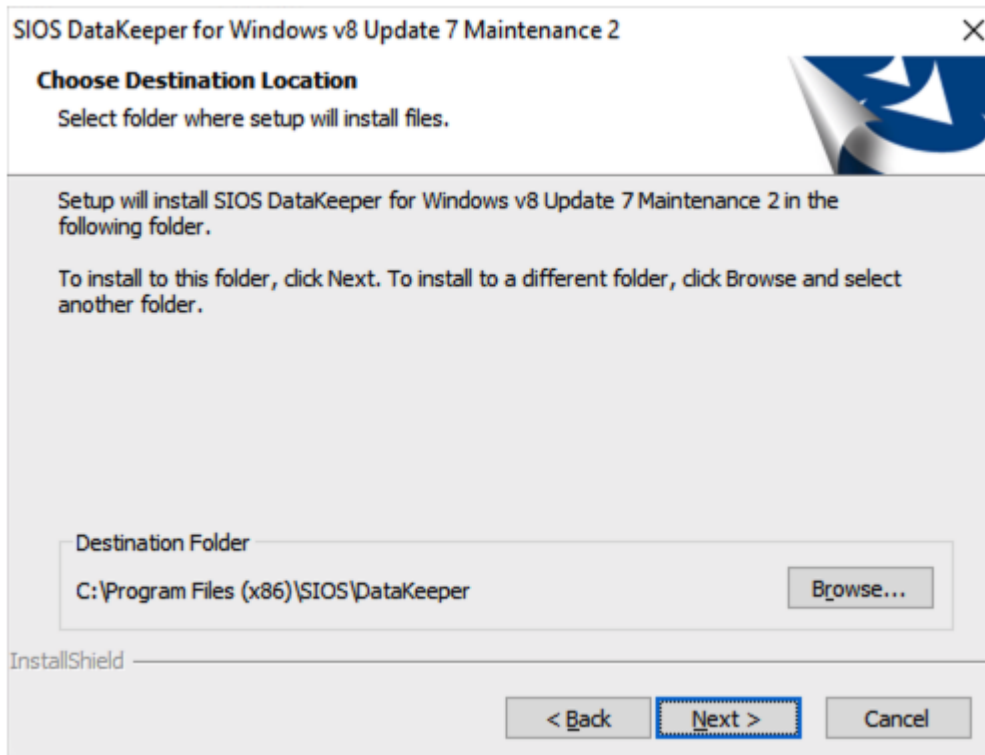 SIOS DataKeeper for Windows v8 Update 7 Maintenance 2
Choose Destination Location
Select folder where setup will install files.
Setup will install SIOS DataKeeper for Windows v8 Update 7 Maintenance 2 in the
following folder.
To install to this folder, click Next. To install to a different folder, click Browse and select
another folder.
Destination Folder
C:\Program Files (x86)\SIOS\DataKeeper
Browse...
InstallShield
< Back
Next >
Cancel